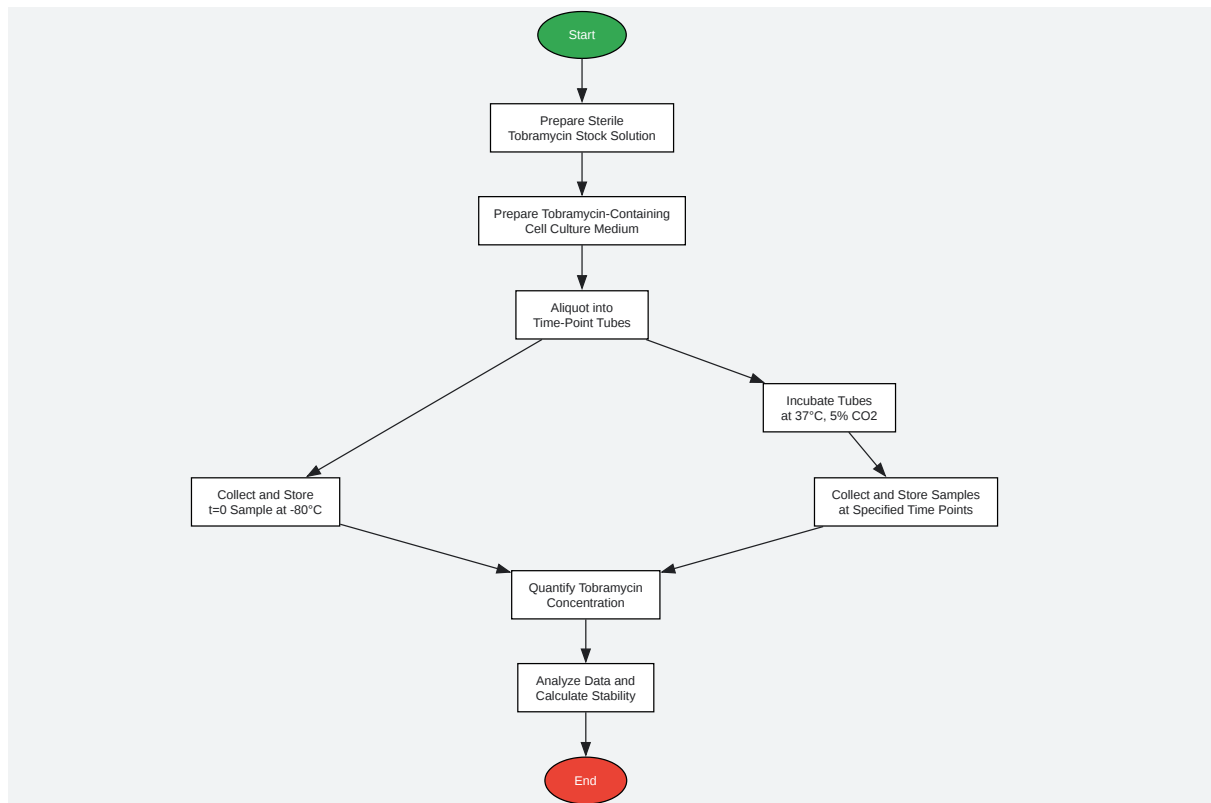 Start
Prepare Sterile
Tobramycin Stock Solution
Prepare Tobramycin-Containing
Cell Culture Medium
Aliquot into
Time-Point Tubes
Incubate Tubes
at 37°C, 5% CO2
Collect and Store
t=0 Sample at -80°C
Collect and Store Samples
at Specified Time Points
Quantify Tobramycin
Concentration
Analyze Data and
Calculate Stability
End